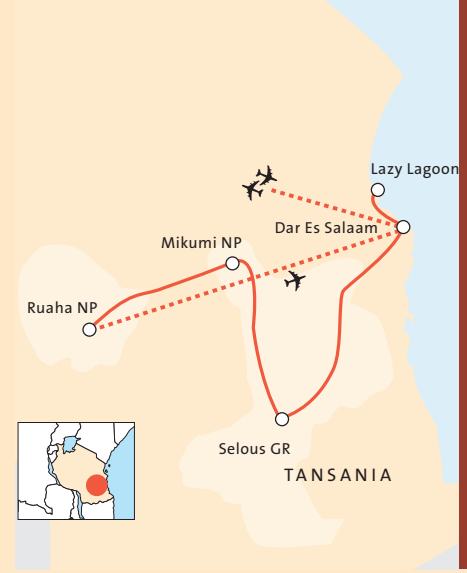 Lazy Lagoon
Dar Es Salaam
Mikumi NP
Ruaha NP
Selous GR
TANSANIA